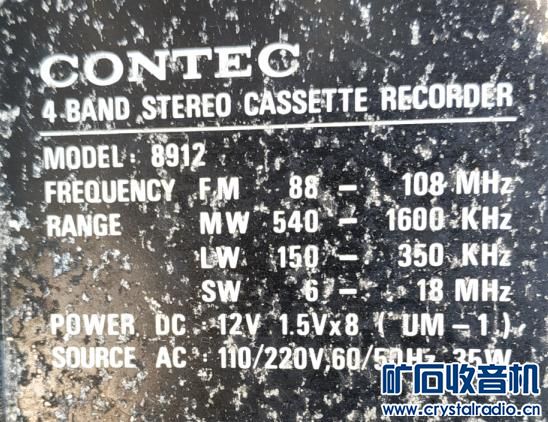 CONTEC
4 BAND STEREO CASSETTE RECORDER
MODEL: 8912
FREQUENCY FM 88 - 108 MHz
RANGE MW 540 - 1600 KHz
LW 150 - 350 KHz
SW 6 - 18 MHz
POWER DC: 12V 1.5V×8 ( UM-1 )
SOURCE AC: 110/220V,60/50Hz 35W
矿石收音机
www.crystalradio.cn